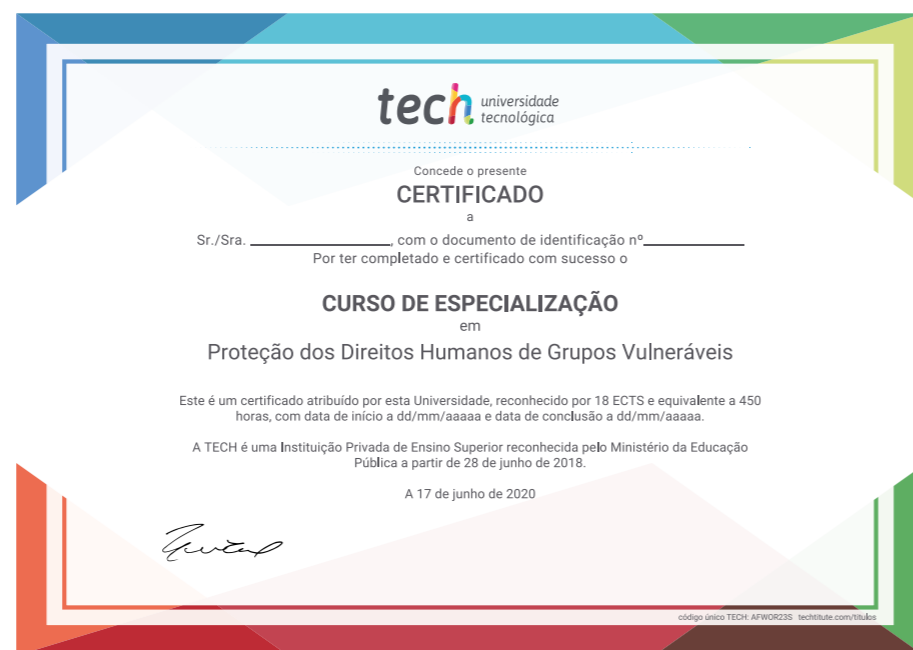 tech universidade
tecnológica
Concede o presente
CERTIFICADO
a
Sr./Sra. ____________________, com o documento de identificação nº______________
Por ter completado e certificado com sucesso o
CURSO DE ESPECIALIZAÇÃO
em
Proteção dos Direitos Humanos de Grupos Vulneráveis
Este é um certificado atribuído por esta Universidade, reconhecido por 18 ECTS e equivalente a 450
horas, com data de início a dd/mm/aaaaa e data de conclusão a dd/mm/aaaaa.
A TECH é uma Instituição Privada de Ensino Superior reconhecida pelo Ministério da Educação
Pública a partir de 28 de junho de 2018.
A 17 de junho de 2020
código único TECH: AFWOR23S techtitute.com/titulos